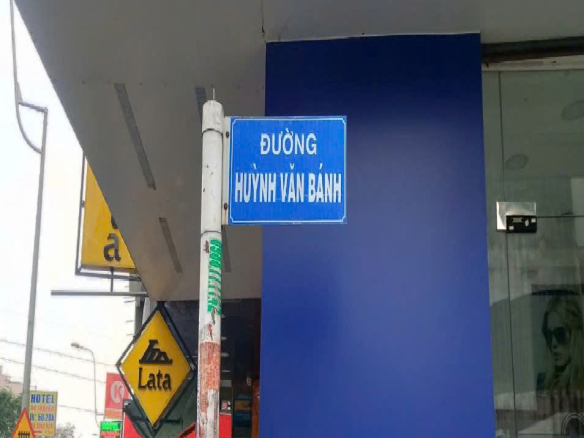 ĐƯỜNG
HUỲNH VĂN BÁNH
a
Lata
K
HOTEL